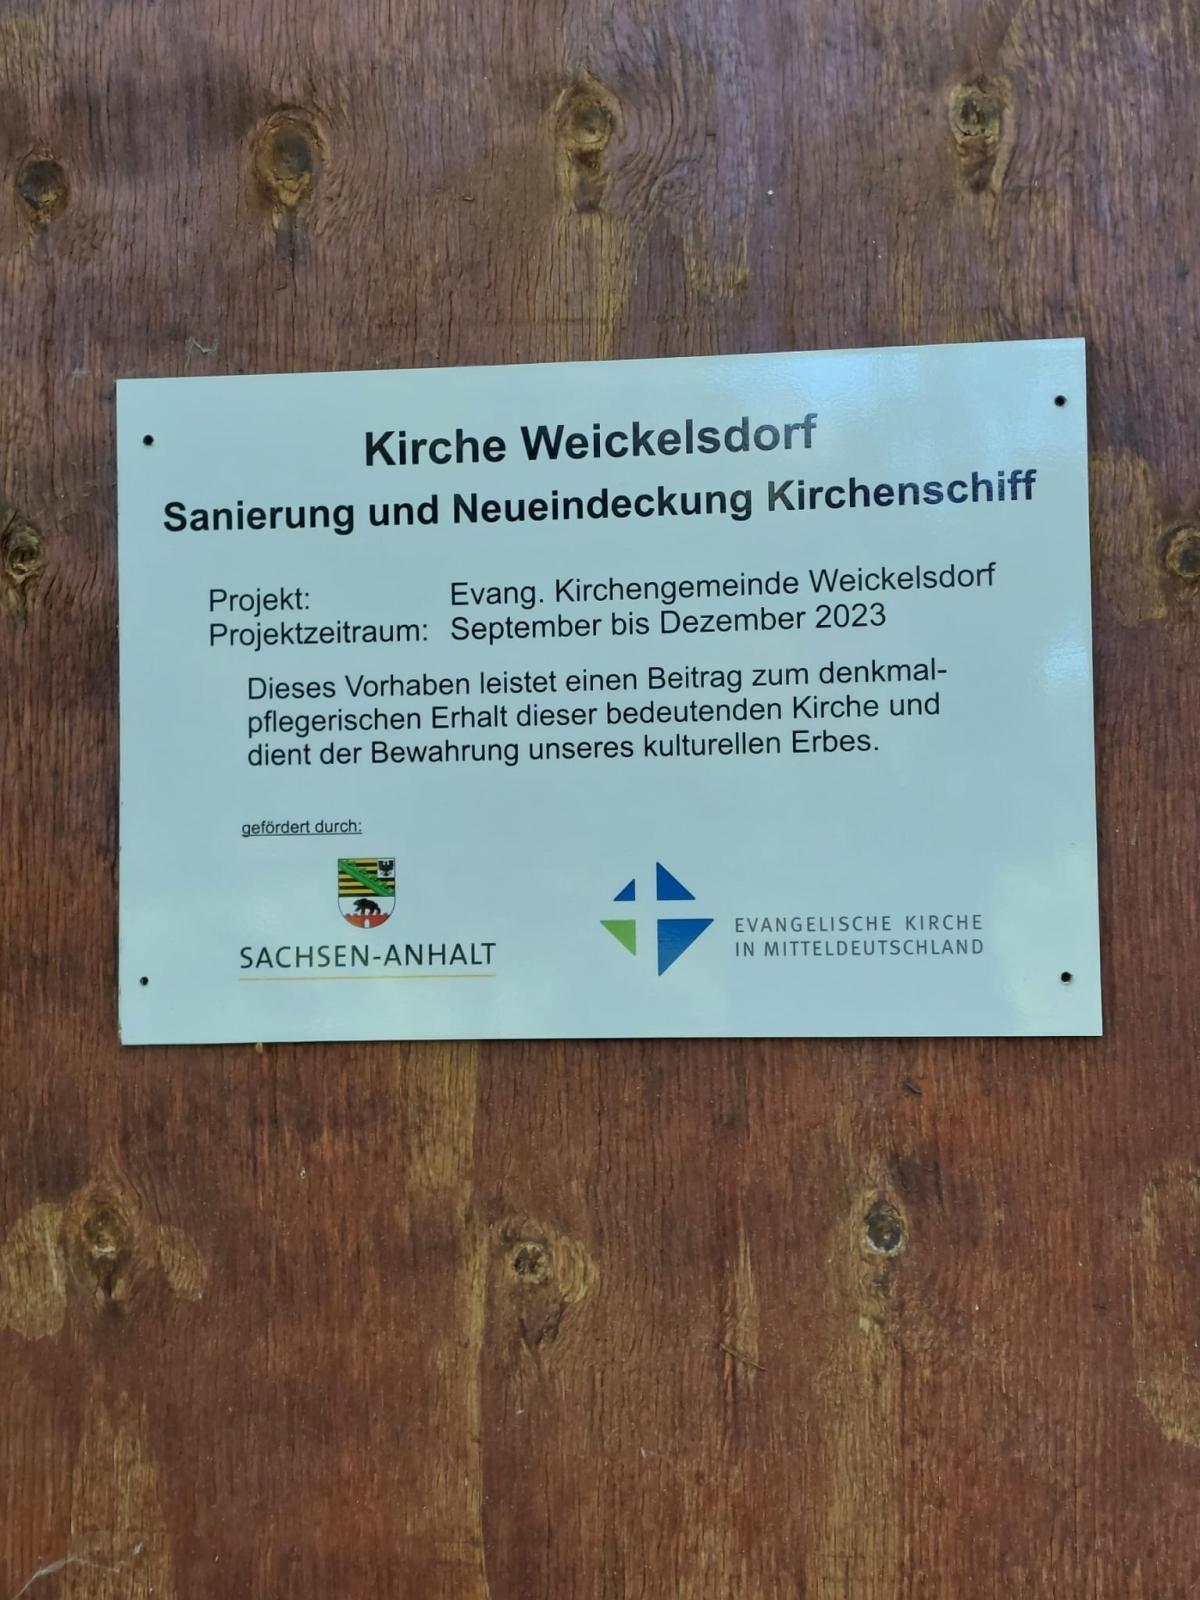 Kirche Weickelsdorf
Sanierung und Neueindeckung Kirchenschiff
Projekt: Evang. Kirchengemeinde Weickelsdorf
Projektzeitraum: September bis Dezember 2023
Dieses Vorhaben leistet einen Beitrag zum denkmal-
pflegerischen Erhalt dieser bedeutenden Kirche und
dient der Bewahrung unseres kulturellen Erbes.
gefördert durch:
SACHSEN-ANHALT
EVANGELISCHE KIRCHE
IN MITTELDEUTSCHLAND